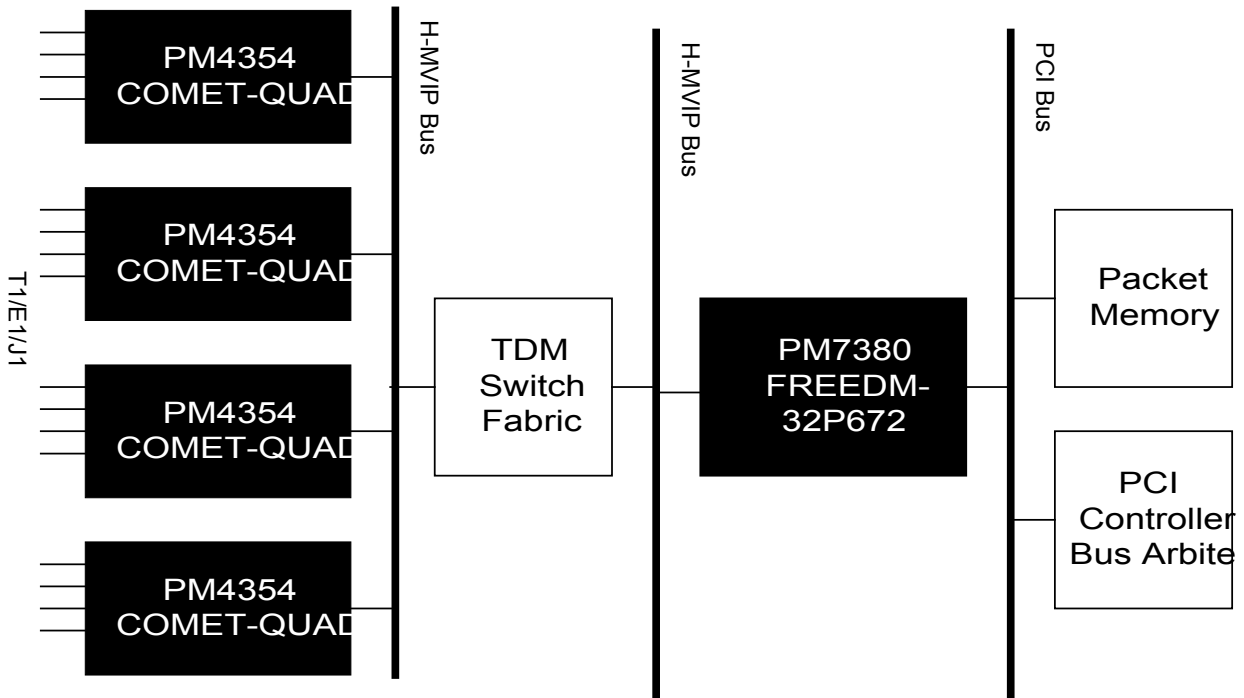 PM4354
COMET-QUAD
PM4354
COMET-QUAD
PM4354
COMET-QUAD
PM4354
COMET-QUAD
T1/E1/J1
H-MVIP Bus
TDM
Switch
Fabric
H-MVIP Bus
PM7380
FREEDM-
32P672
PCI Bus
Packet
Memory
PCI
Controller
Bus Arbite